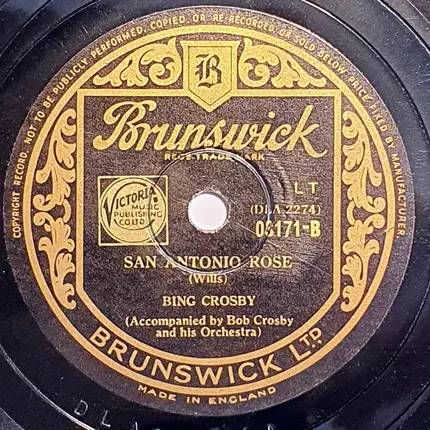 COPYRIGHT RECORD. NOT TO BE PUBLICLY PERFORMED, COPIED OR RE-RECORDED, OR SOLD BELOW PRICE FIXED BY MANUFACTURER.
B
Brunswick
REGD. TRADE MARK
VICTORIA
MUSIC
PUBLISHING
CO. LTD.
LT
(DLA.2274)
04171-B
SAN ANTONIO ROSE
(Wills)
BING CROSBY
(Accompanied by Bob Crosby
and his Orchestra)
BRUNSWICK LTD.
MADE IN ENGLAND